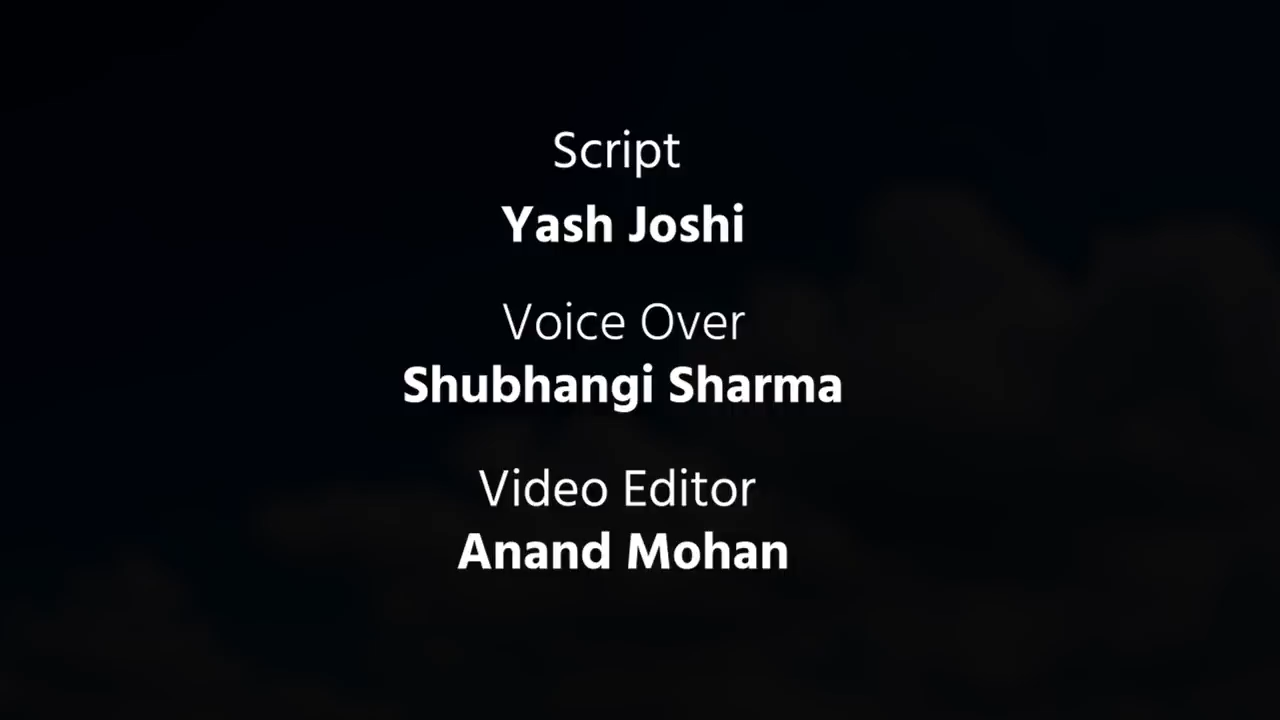 Script
Yash Joshi
Voice Over
Shubhangi Sharma
Video Editor
Anand Mohan